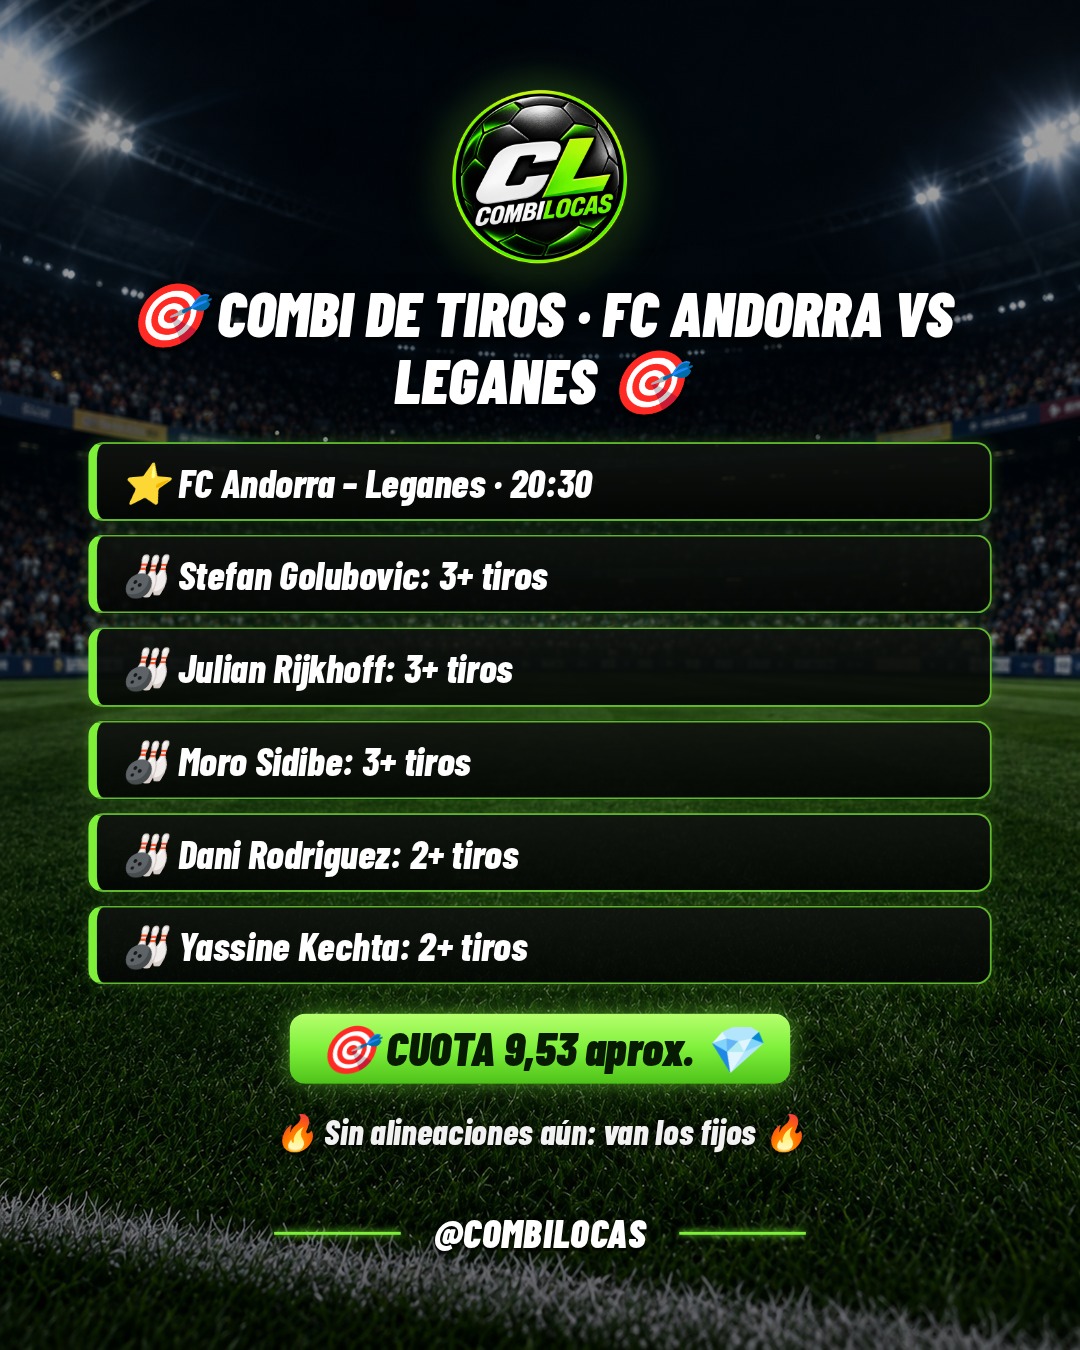 CL
COMBILOCAS
🎯 COMBI DE TIROS · FC ANDORRA VS
LEGANES 🎯
⭐ FC Andorra - Leganes · 20:30
🎳 Stefan Golubovic: 3+ tiros
🎳 Julian Rijkhoff: 3+ tiros
🎳 Moro Sidibe: 3+ tiros
🎳 Dani Rodriguez: 2+ tiros
🎳 Yassine Kechta: 2+ tiros
🎯 CUOTA 9,53 aprox. 💎
🔥 Sin alineaciones aún: van los fijos 🔥
@COMBILOCAS